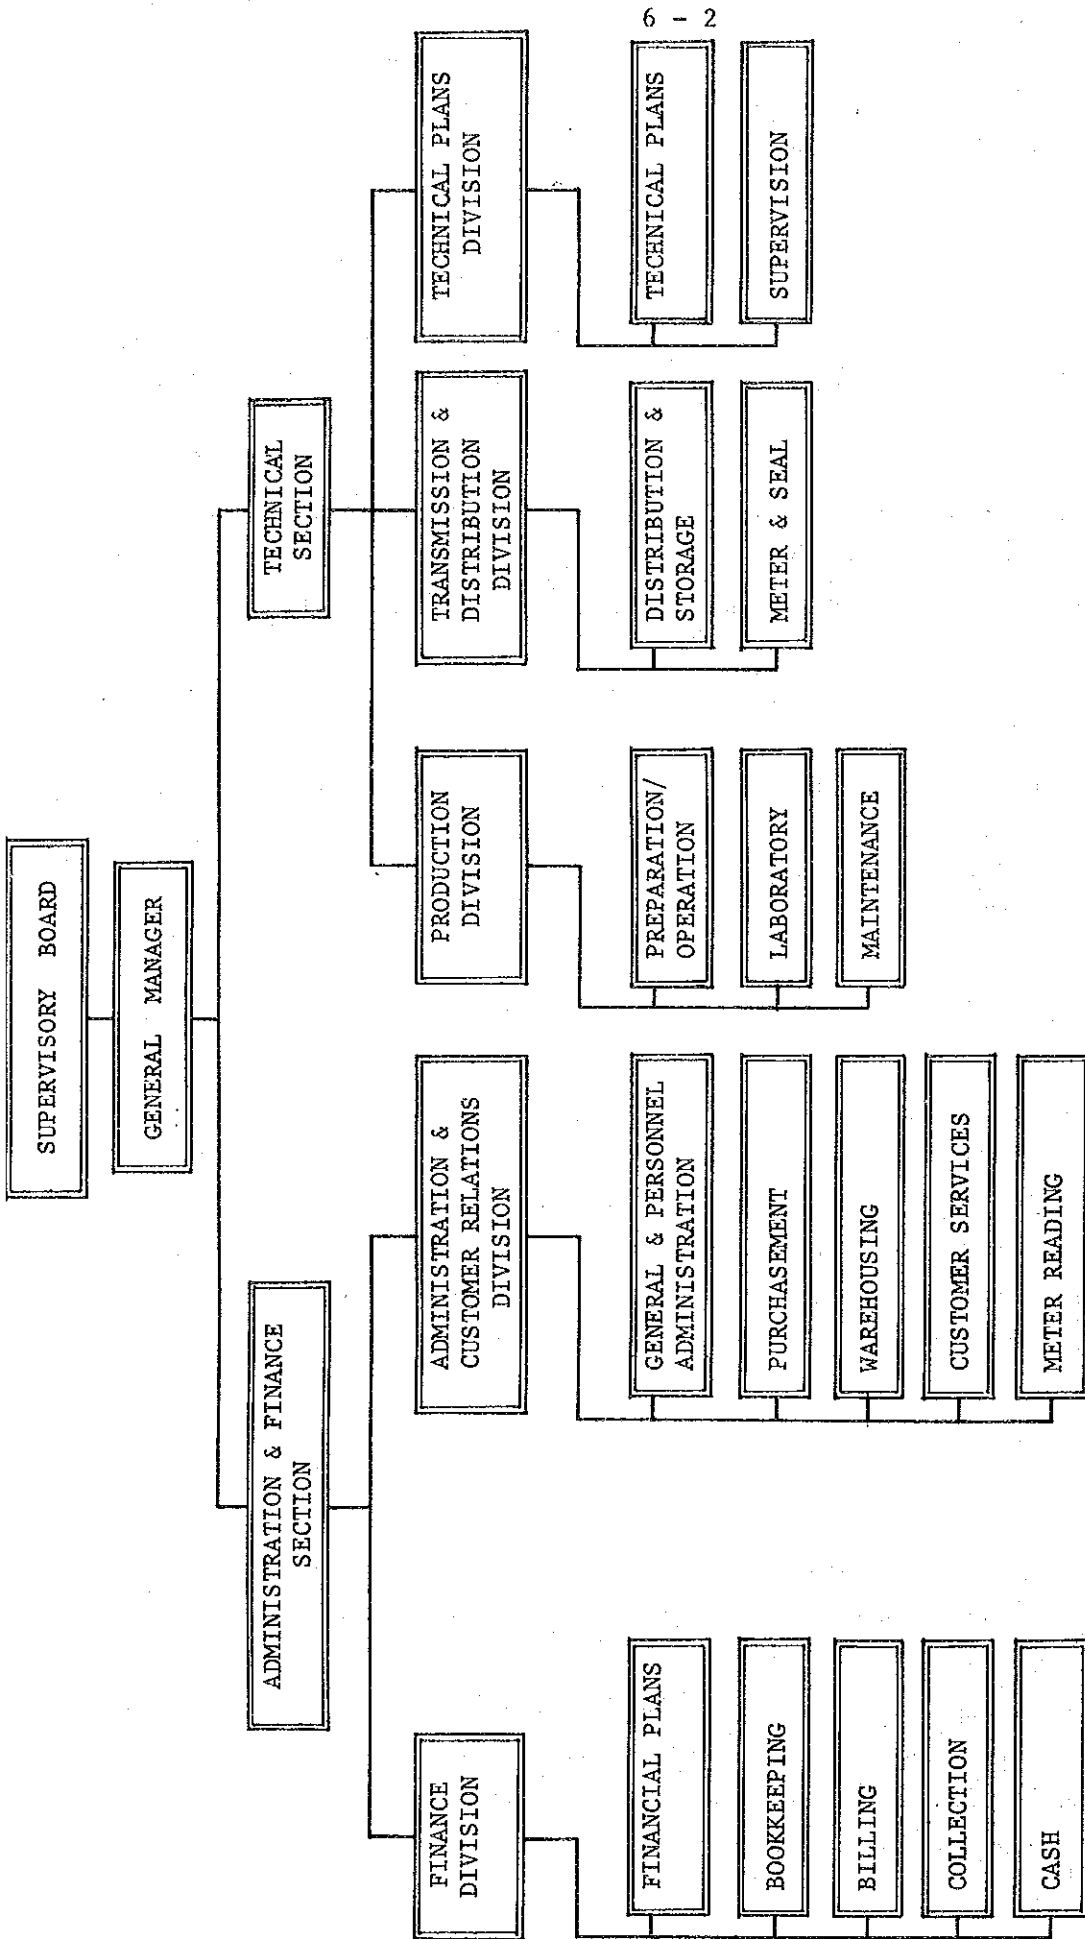 6 - 2
SUPERVISORY BOARD
GENERAL MANAGER
ADMINISTRATION & FINANCE
SECTION
TECHNICAL
SECTION
FINANCE
DIVISION
ADMINISTRATION &
CUSTOMER RELATIONS
DIVISION
PRODUCTION
DIVISION
TRANSMISSION &
DISTRIBUTION
DIVISION
TECHNICAL PLANS
DIVISION
FINANCIAL PLANS
BOOKKEEPING
BILLING
COLLECTION
CASH
GENERAL & PERSONNEL
ADMINISTRATION
PURCHASEMENT
WAREHOUSING
CUSTOMER SERVICES
METER READING
PREPARATION/
OPERATION
LABORATORY
MAINTENANCE
DISTRIBUTION &
STORAGE
METER & SEAL
TECHNICAL PLANS
SUPERVISION